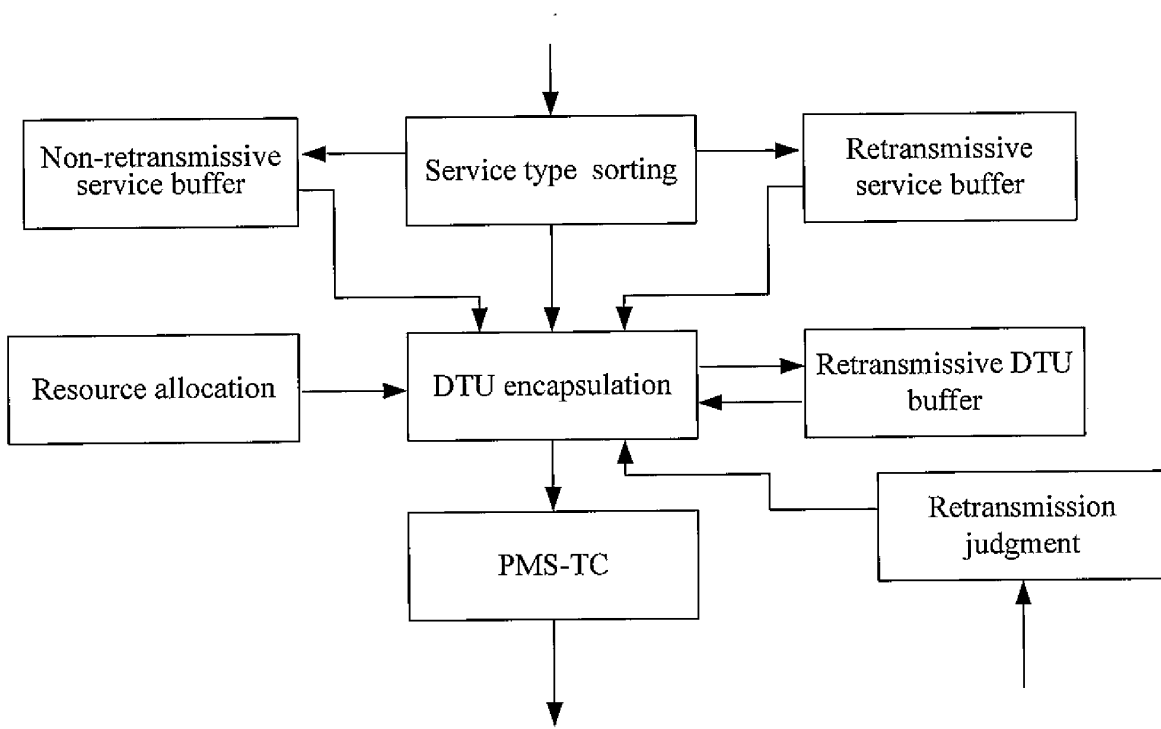 Non-retransmissive
service buffer
Service type sorting
Retransmissive
service buffer
Resource allocation
DTU encapsulation
Retransmissive DTU
buffer
PMS-TC
Retransmission
judgment